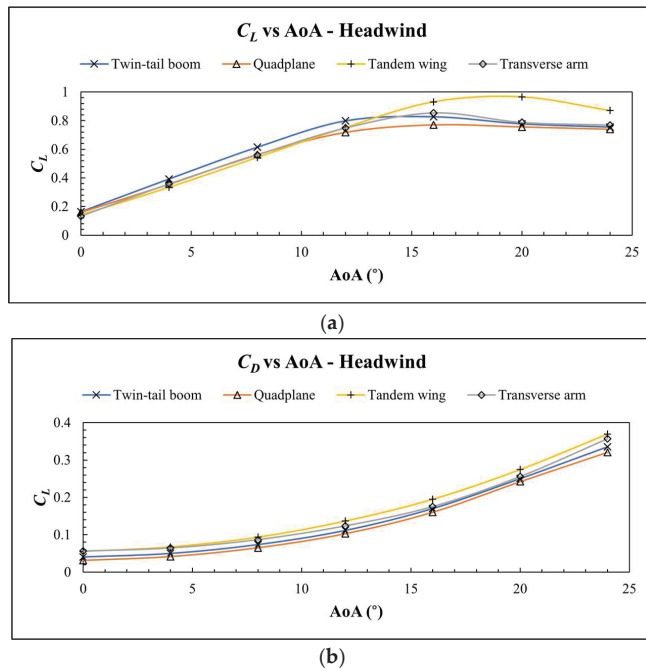 C_L vs AoA - Headwind
Twin-tail boom Quadplane Tandem wing Transverse arm
1
0.8
0.6
0.4
0.2
0
C_L
0 5 10 15 20 25
AoA (°)
(a)
C_D vs AoA - Headwind
Twin-tail boom Quadplane Tandem wing Transverse arm
0.4
0.3
0.2
0.1
0
C_L
0 5 10 15 20 25
AoA (°)
(b)